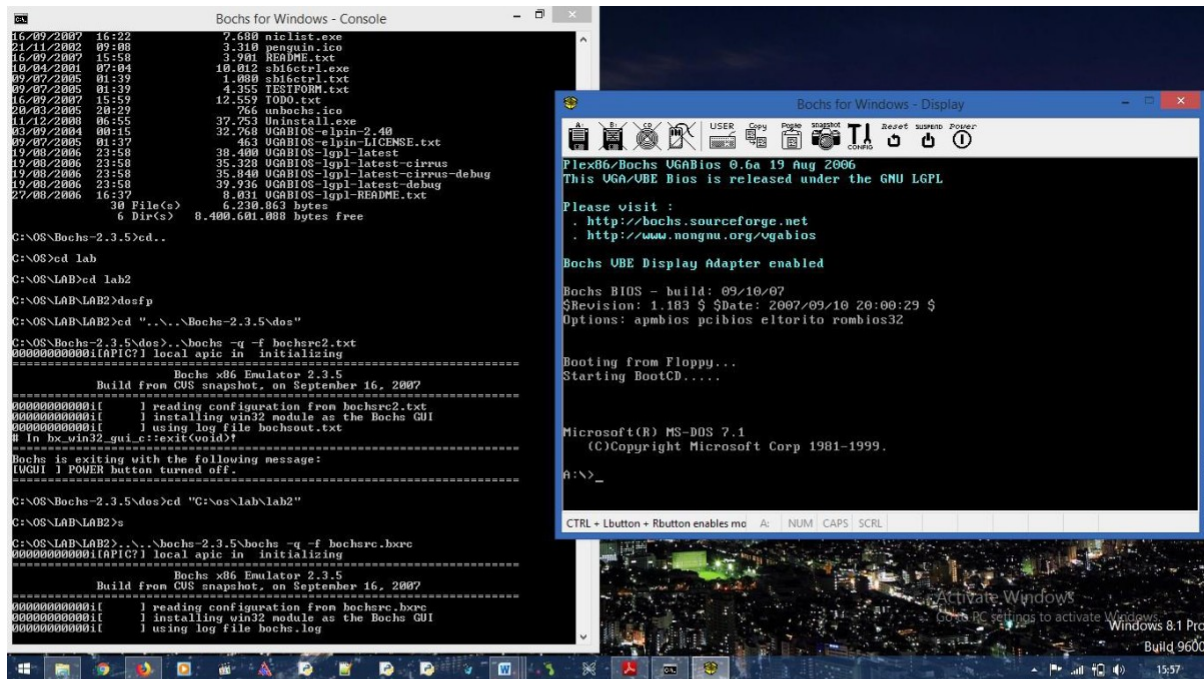 Bochs for Windows - Console
16/09/2007 16:22 7.680 niclist.exe
21/11/2002 09:08 3.310 penguin.ico
16/09/2007 15:58 3.901 README.txt
10/04/2001 07:04 10.012 sb16ctrl.exe
09/07/2005 01:39 1.080 sb16ctrl.txt
09/07/2005 01:39 4.355 TESTFORM.txt
16/09/2007 15:59 12.559 TODO.txt
20/03/2005 20:29 766 unbochs.ico
11/12/2008 06:55 37.753 Uninstall.exe
03/09/2004 00:15 32.768 VGABIOS-elpin-2.40
09/07/2005 01:37 463 VGABIOS-elpin-LICENSE.txt
19/08/2006 23:58 38.400 VGABIOS-lgpl-latest
19/08/2006 23:58 35.328 VGABIOS-lgpl-latest-cirrus
19/08/2006 23:58 35.840 VGABIOS-lgpl-latest-cirrus-debug
19/08/2006 23:58 39.936 VGABIOS-lgpl-latest-debug
27/08/2006 16:37 8.031 VGABIOS-lgpl-README.txt
30 File(s) 6.230.863 bytes
6 Dir(s) 8.400.601.088 bytes free
C:\OS\Bochs-2.3.5>cd..
C:\OS>cd lab
C:\OS\LAB>cd lab2
C:\OS\LAB\LAB2>dosfp
C:\OS\LAB\LAB2>cd "..\..\Bochs-2.3.5\dos"
C:\OS\Bochs-2.3.5\dos>..\bochs -q -f bochsrc2.txt
00000000000i[APIC?] local apic in initializing
========================================================================
Bochs x86 Emulator 2.3.5
Build from CVS snapshot, on September 16, 2007
========================================================================
00000000000i[ ] reading configuration from bochsrc2.txt
00000000000i[ ] installing win32 module as the Bochs GUI
00000000000i[ ] using log file bochsout.txt
# In bx_win32_gui_c::exit(void)!
========================================================================
Bochs is exiting with the following message:
[WGUI ] POWER button turned off.
========================================================================
C:\OS\Bochs-2.3.5\dos>cd "C:\os\lab\lab2"
C:\OS\LAB\LAB2>s
C:\OS\LAB\LAB2>..\..\bochs-2.3.5\bochs -q -f bochsrc.bxrc
00000000000i[APIC?] local apic in initializing
========================================================================
Bochs x86 Emulator 2.3.5
Build from CVS snapshot, on September 16, 2007
========================================================================
00000000000i[ ] reading configuration from bochsrc.bxrc
00000000000i[ ] installing win32 module as the Bochs GUI
00000000000i[ ] using log file bochs.log
Bochs for Windows - Display
A: B: CD USER Copy Paste snapshot CONFIG Reset SUSPEND Power
Plex86/Bochs VGABios 0.6a 19 Aug 2006
This VGA/VBE Bios is released under the GNU LGPL
Please visit :
. http://bochs.sourceforge.net
. http://www.nongnu.org/vgabios
Bochs VBE Display Adapter enabled
Bochs BIOS - build: 09/10/07
$Revision: 1.183 $ $Date: 2007/09/10 20:00:29 $
Options: apmbios pcibios eltorito rombios32
Booting from Floppy...
Starting BootCD.....
Microsoft(R) MS-DOS 7.1
(C)Copyright Microsoft Corp 1981-1999.
A:\>_
CTRL + Lbutton + Rbutton enables mo A: NUM CAPS SCRL
Activate Windows
Go to PC settings to activate Windows.
Windows 8.1 Pro
Build 9600
15:57